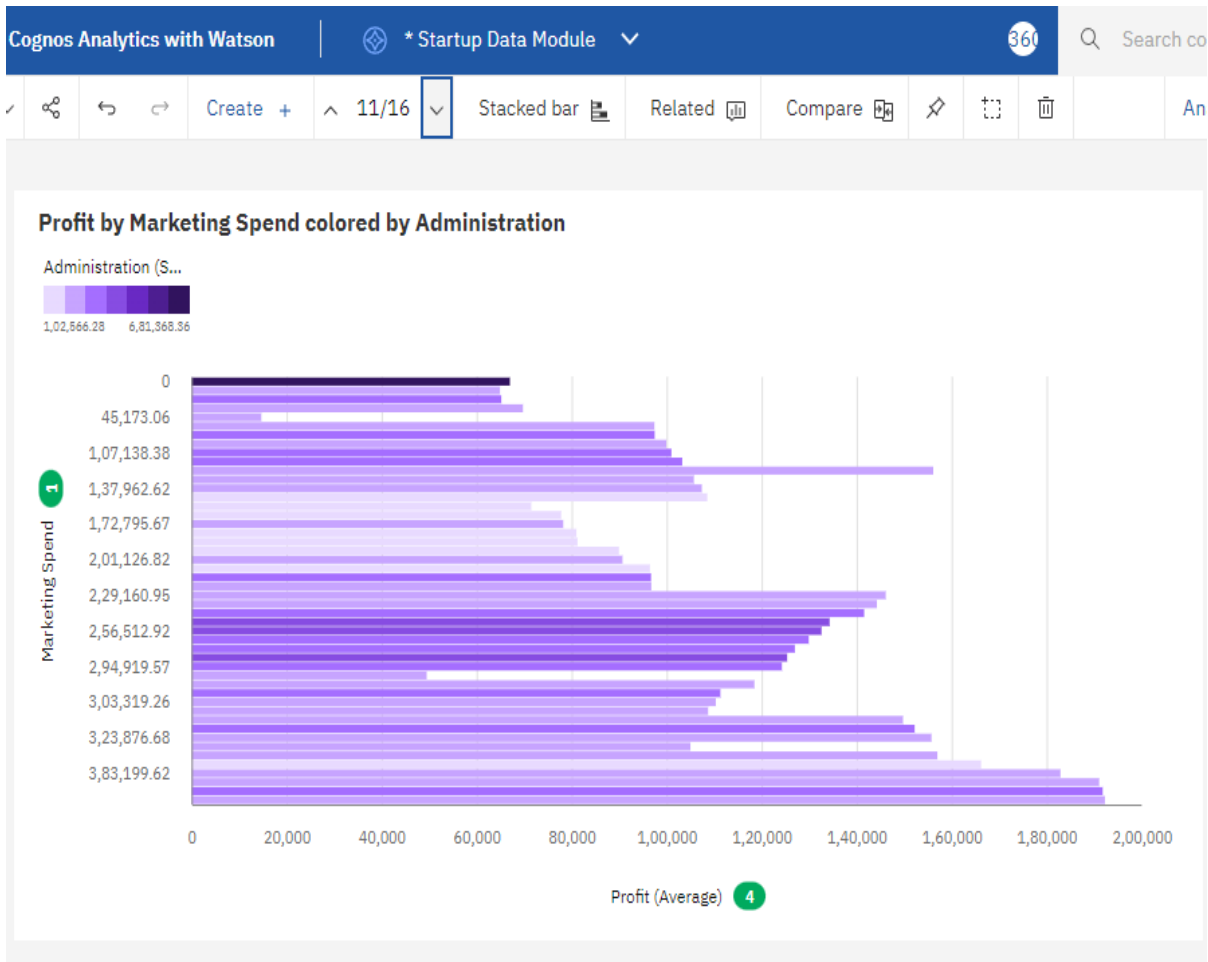 Cognos Analytics with Watson
* Startup Data Module
360
Search co
Create +
11/16
Stacked bar
Related
Compare
An
Profit by Marketing Spend colored by Administration
Administration (S...
1,02,566.28 6,81,368.36
0
45,173.06
1,07,138.38
1,37,962.62
1,72,795.67
2,01,126.82
2,29,160.95
2,56,512.92
2,94,919.57
3,03,319.26
3,23,876.68
3,83,199.62
Marketing Spend 1
0 20,000 40,000 60,000 80,000 1,00,000 1,20,000 1,40,000 1,60,000 1,80,000 2,00,000
Profit (Average) 4